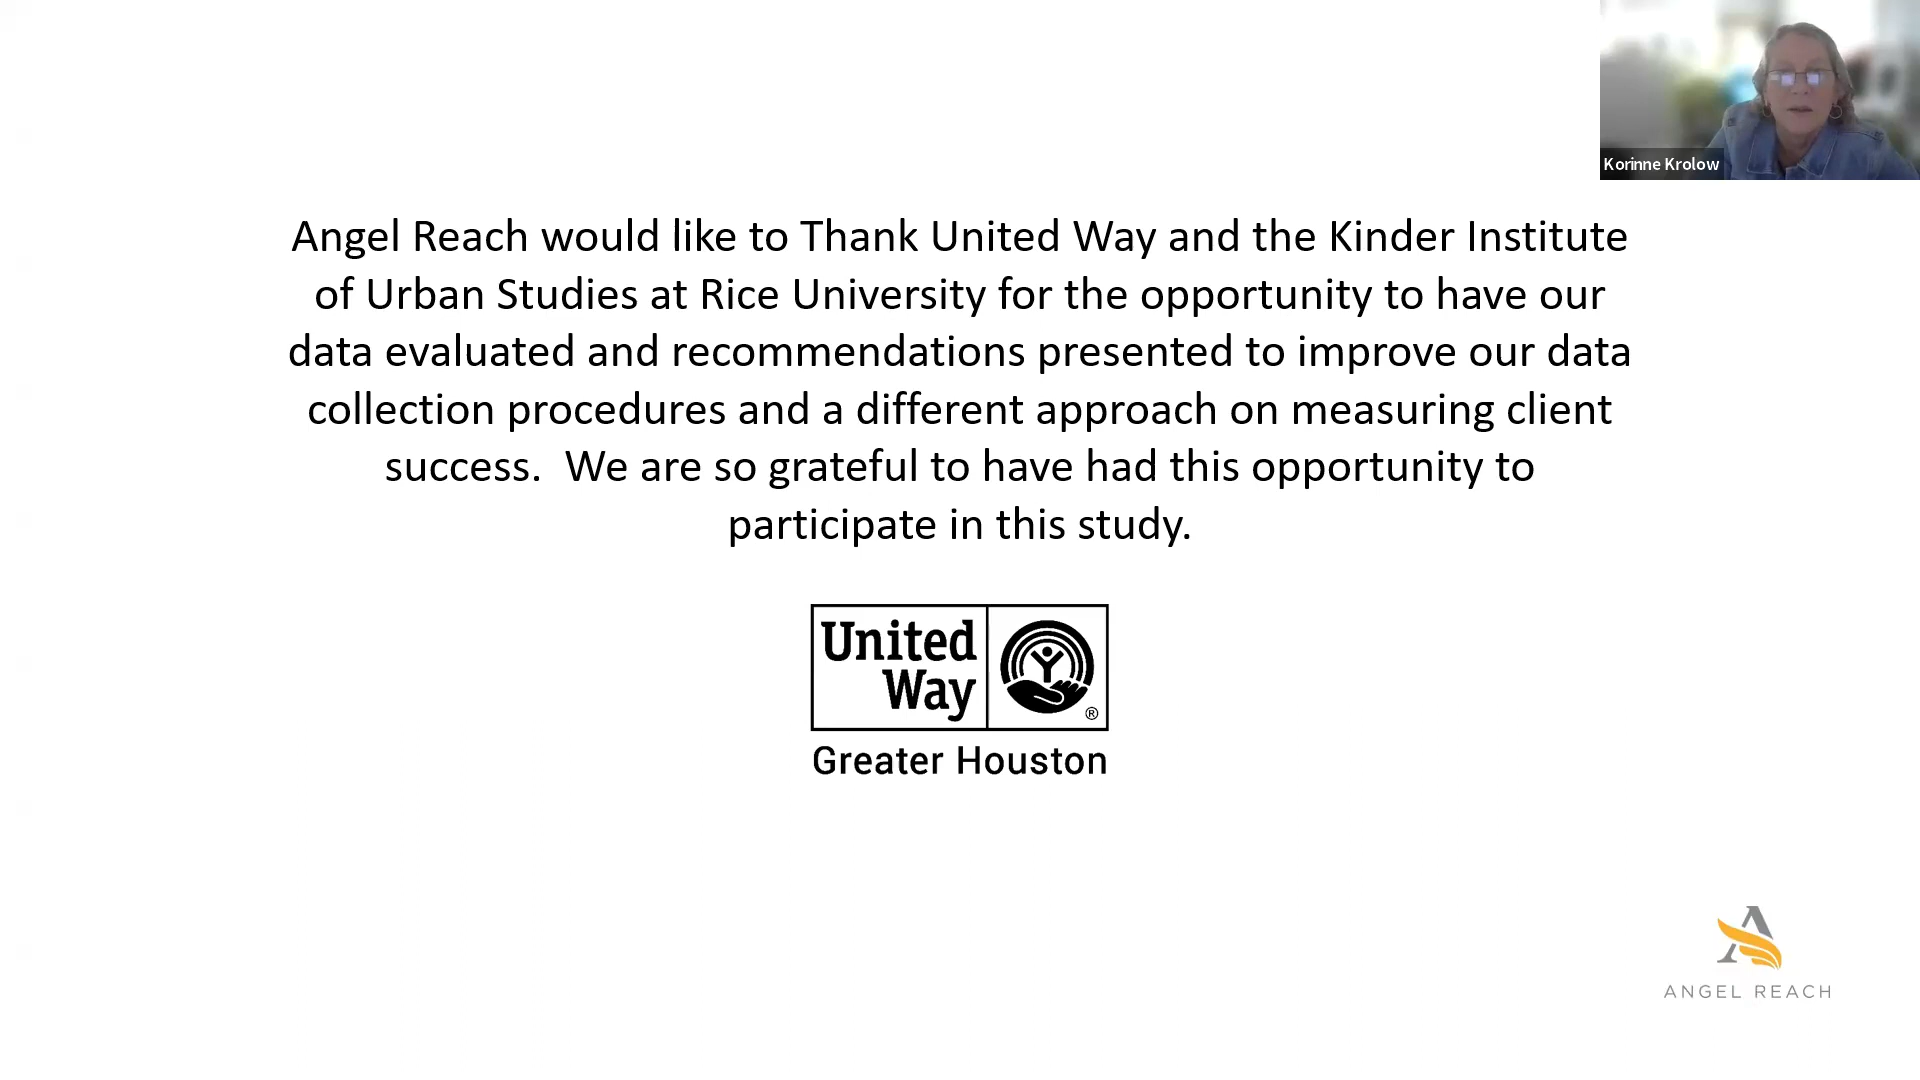 Korinne Krolow
Angel Reach would like to Thank United Way and the Kinder Institute
of Urban Studies at Rice University for the opportunity to have our
data evaluated and recommendations presented to improve our data
collection procedures and a different approach on measuring client
success.  We are so grateful to have had this opportunity to
participate in this study.
United
Way
®
Greater Houston
A
ANGEL REACH